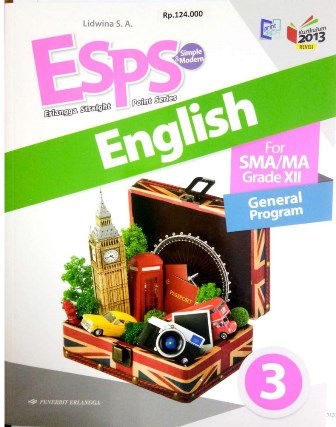 Lidwina S. A.
Rp.124.000
ESPS
Simple
Modern
Erlangga Straight Point Series
Kurikulum
2013
REVISI
English
For
SMA/MA
Grade XII
General
Program
PASSPORT
3
PENERBIT ERLANGGA